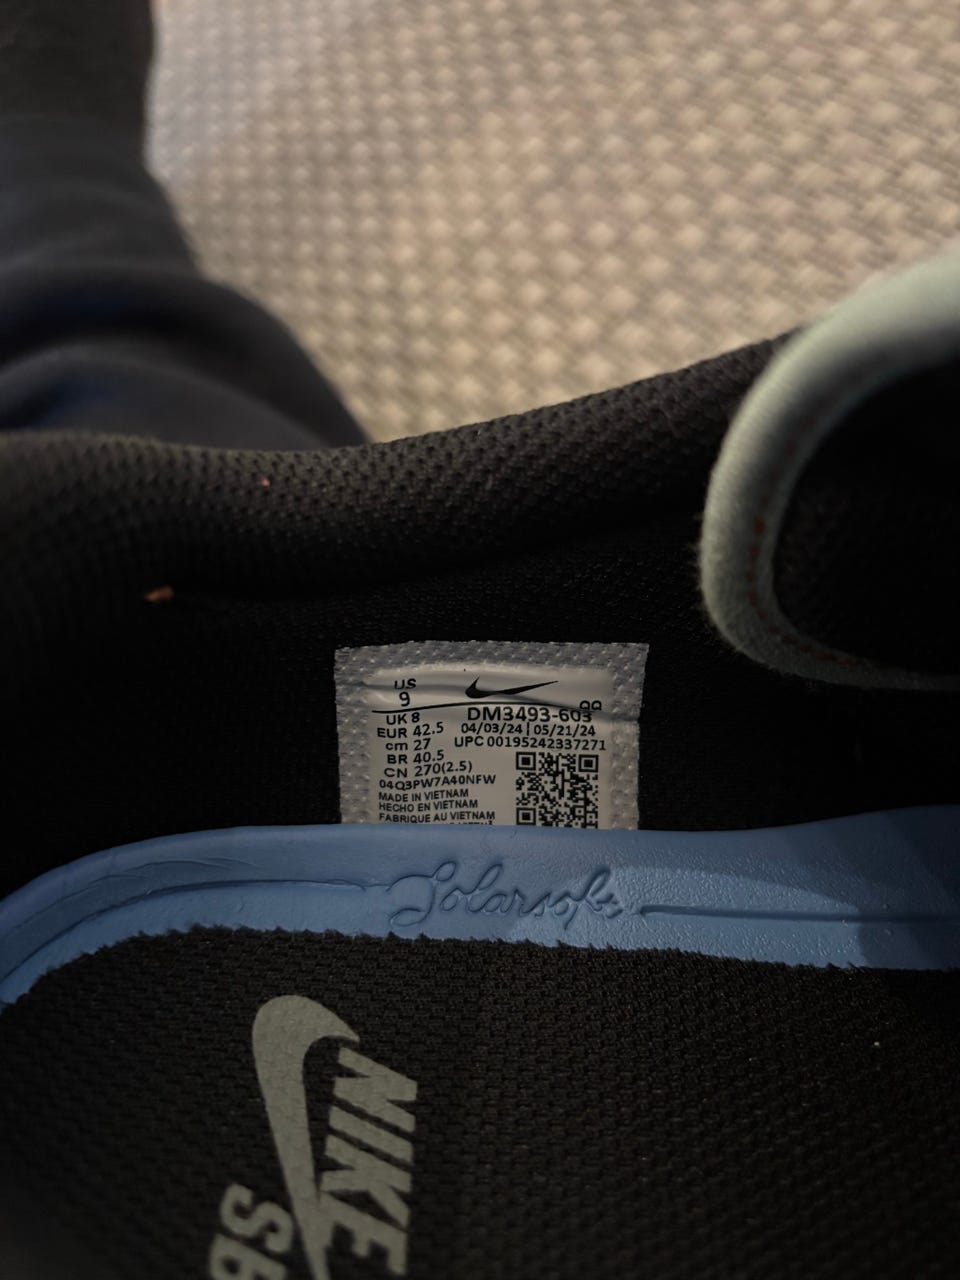 US
9
QQ
UK 8
DM3493-603
EUR 42.5
04/03/24 | 05/21/24
cm 27
UPC 00195242337271
BR 40.5
CN 270(2.5)
04Q3PW7A40NFW
MADE IN VIETNAM
HECHO EN VIETNAM
FABRIQUE AU VIETNAM
Solarsoft
NIKE
SB